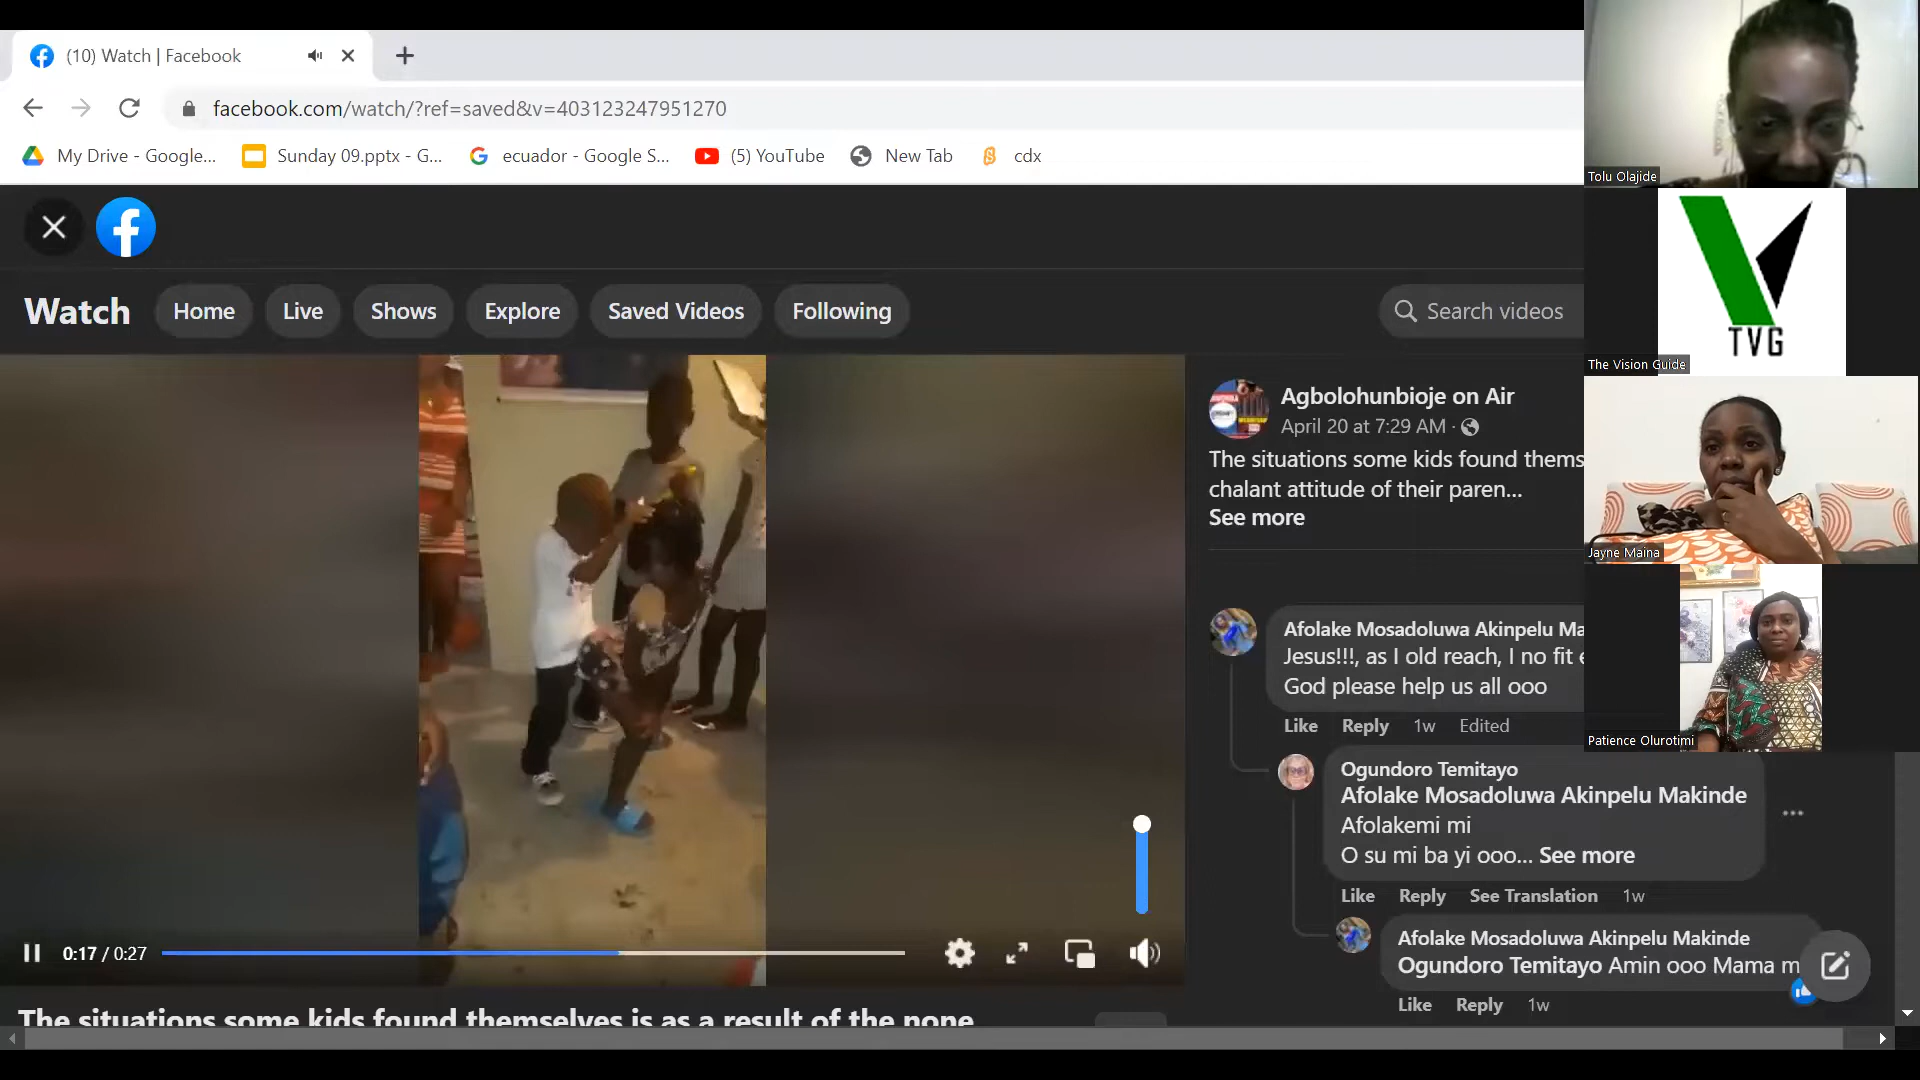 (10) Watch | Facebook
facebook.com/watch/?ref=saved&v=403123247951270
My Drive - Google...
Sunday 09.pptx - G...
ecuador - Google S...
(5) YouTube
New Tab
cdx
Watch
Home
Live
Shows
Explore
Saved Videos
Following
Search videos
Agbolohunbioje on Air
April 20 at 7:29 AM ·
The situations some kids found thems
chalant attitude of their paren...
See more
Afolake Mosadoluwa Akinpelu Ma
Jesus!!!, as I old reach, I no fit e
God please help us all ooo
Like Reply 1w Edited
Ogundoro Temitayo
Afolake Mosadoluwa Akinpelu Makinde
Afolakemi mi
O su mi ba yi ooo... See more
Like Reply See Translation 1w
Afolake Mosadoluwa Akinpelu Makinde
Ogundoro Temitayo Amin ooo Mama m
Like Reply 1w
0:17 / 0:27
The situations some kids found themselves is as a result of the none
Tolu Olajide
TVG
The Vision Guide
Jayne Maina
Patience Olurotimi